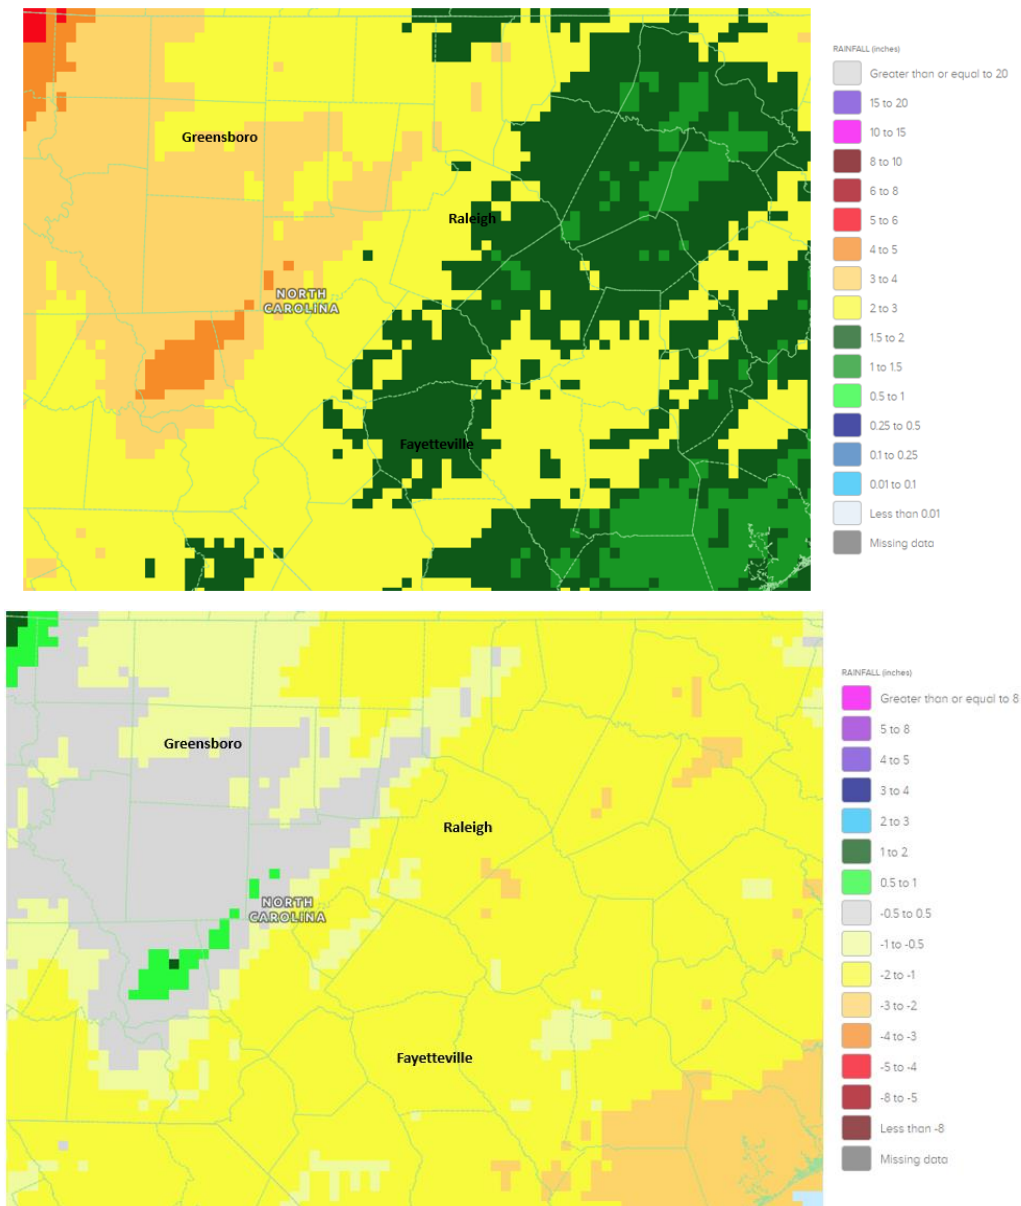 RAINFALL (inches)
Greater than or equal to 20
15 to 20
10 to 15
8 to 10
6 to 8
5 to 6
4 to 5
3 to 4
2 to 3
1.5 to 2
1 to 1.5
0.5 to 1
0.25 to 0.5
0.1 to 0.25
0.01 to 0.1
Less than 0.01
Missing data
Greensboro
Raleigh
NORTH
CAROLINA
Fayetteville
RAINFALL (inches)
Greater than or equal to 8
5 to 8
4 to 5
3 to 4
2 to 3
1 to 2
0.5 to 1
-0.5 to 0.5
-1 to -0.5
-2 to -1
-3 to -2
-4 to -3
-5 to -4
-8 to -5
Less than -8
Missing data
Greensboro
Raleigh
NORTH
CAROLINA
Fayetteville